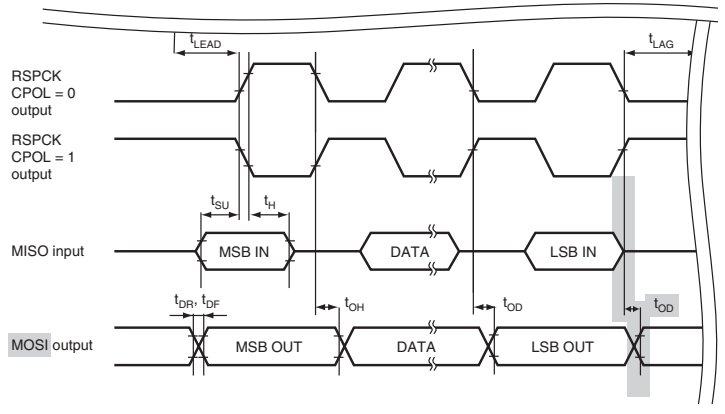 tLEAD
tLAG
RSPCK
CPOL = 0
output
RSPCK
CPOL = 1
output
tSU
tH
MISO input
MSB IN
DATA
LSB IN
tDR, tDF
tOH
tOD
tOD
MOSI output
MSB OUT
DATA
LSB OUT